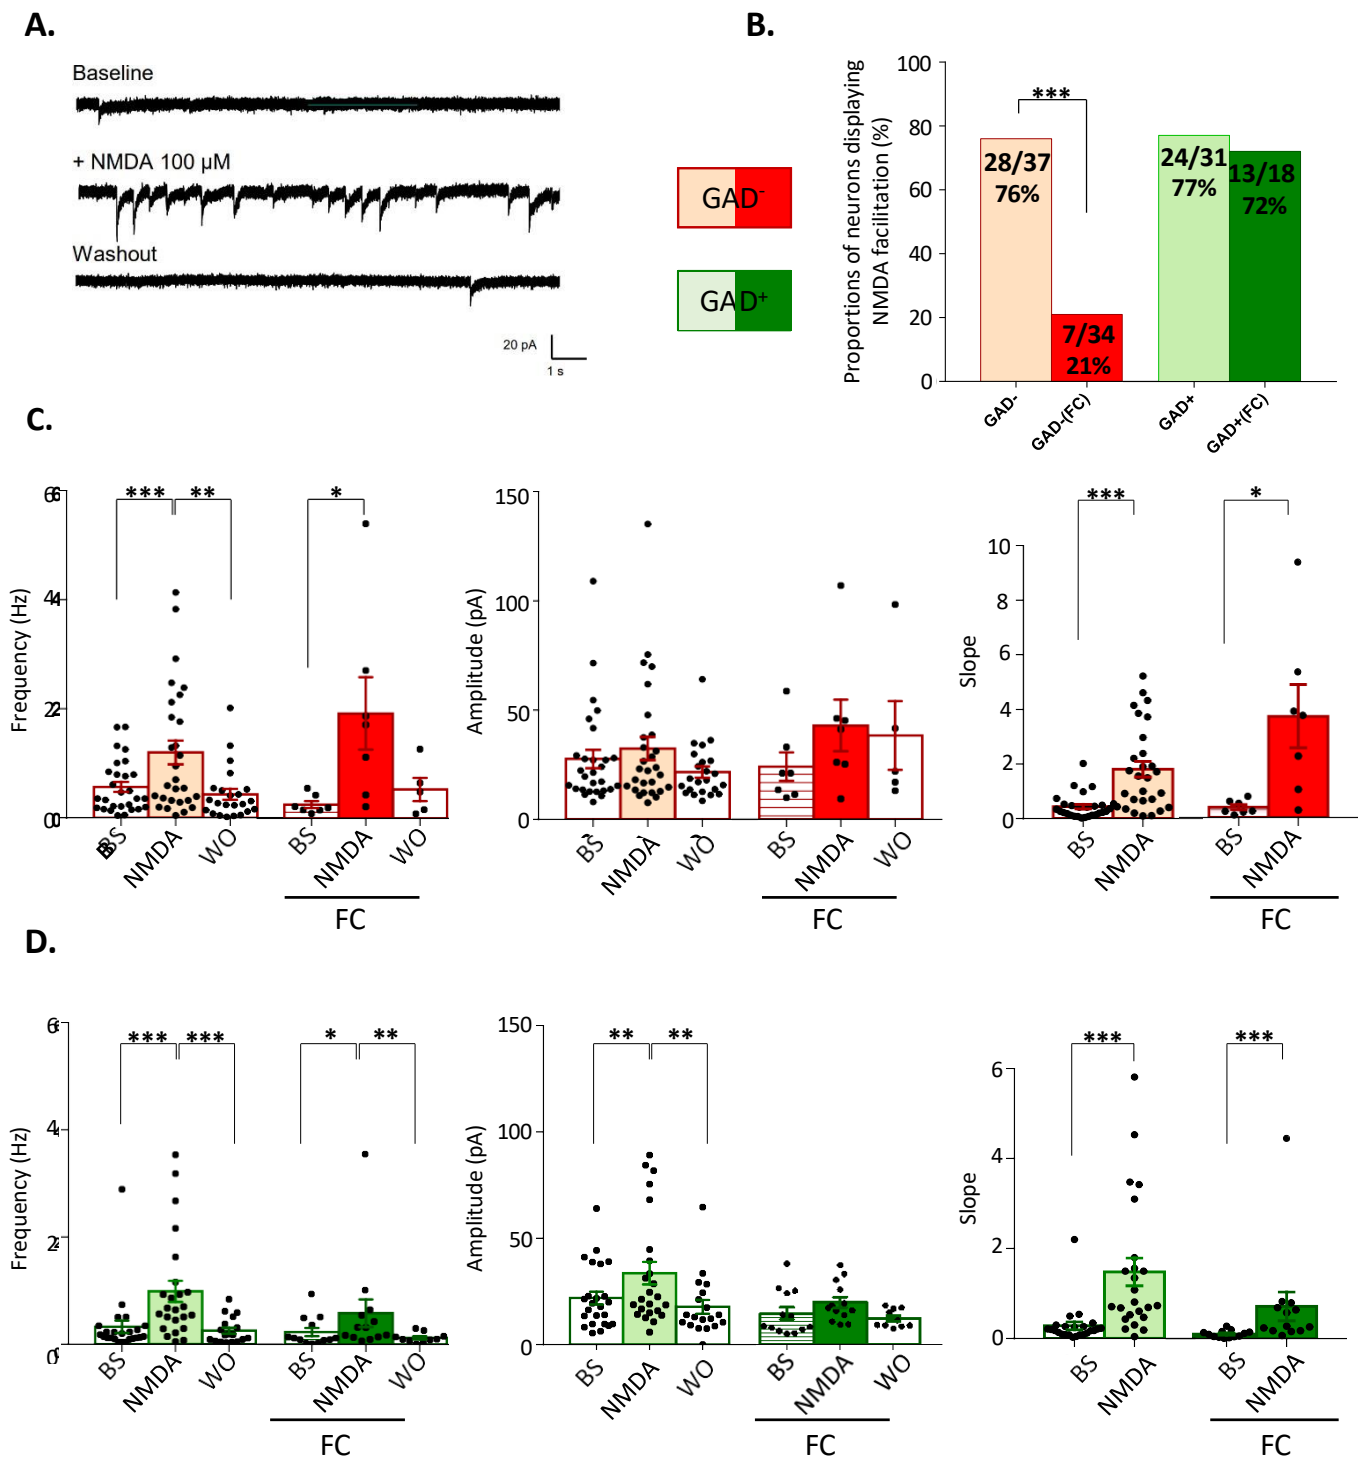 A.
Baseline
+ NMDA 100 µM
Washout
20 pA
1 s
GAD-
GAD+
B.
Proportions of neurons displaying
NMDA facilitation (%)
100
80
60
40
20
0
***
28/37
76%
7/34
21%
24/31
77%
13/18
72%
GAD-
GAD-(FC)
GAD+
GAD+(FC)
C.
Frequency (Hz)
6
4
2
0
*** ** *
BS NMDA WO BS NMDA WO
FC
Amplitude (pA)
150
100
50
0
BS NMDA WO BS NMDA WO
FC
Slope
10
8
6
4
2
0
*** *
BS NMDA BS NMDA
FC
D.
Frequency (Hz)
6
4
2
0
*** *** * **
BS NMDA WO BS NMDA WO
FC
Amplitude (pA)
150
100
50
0
** **
BS NMDA WO BS NMDA WO
FC
Slope
6
4
2
0
*** ***
BS NMDA BS NMDA
FC